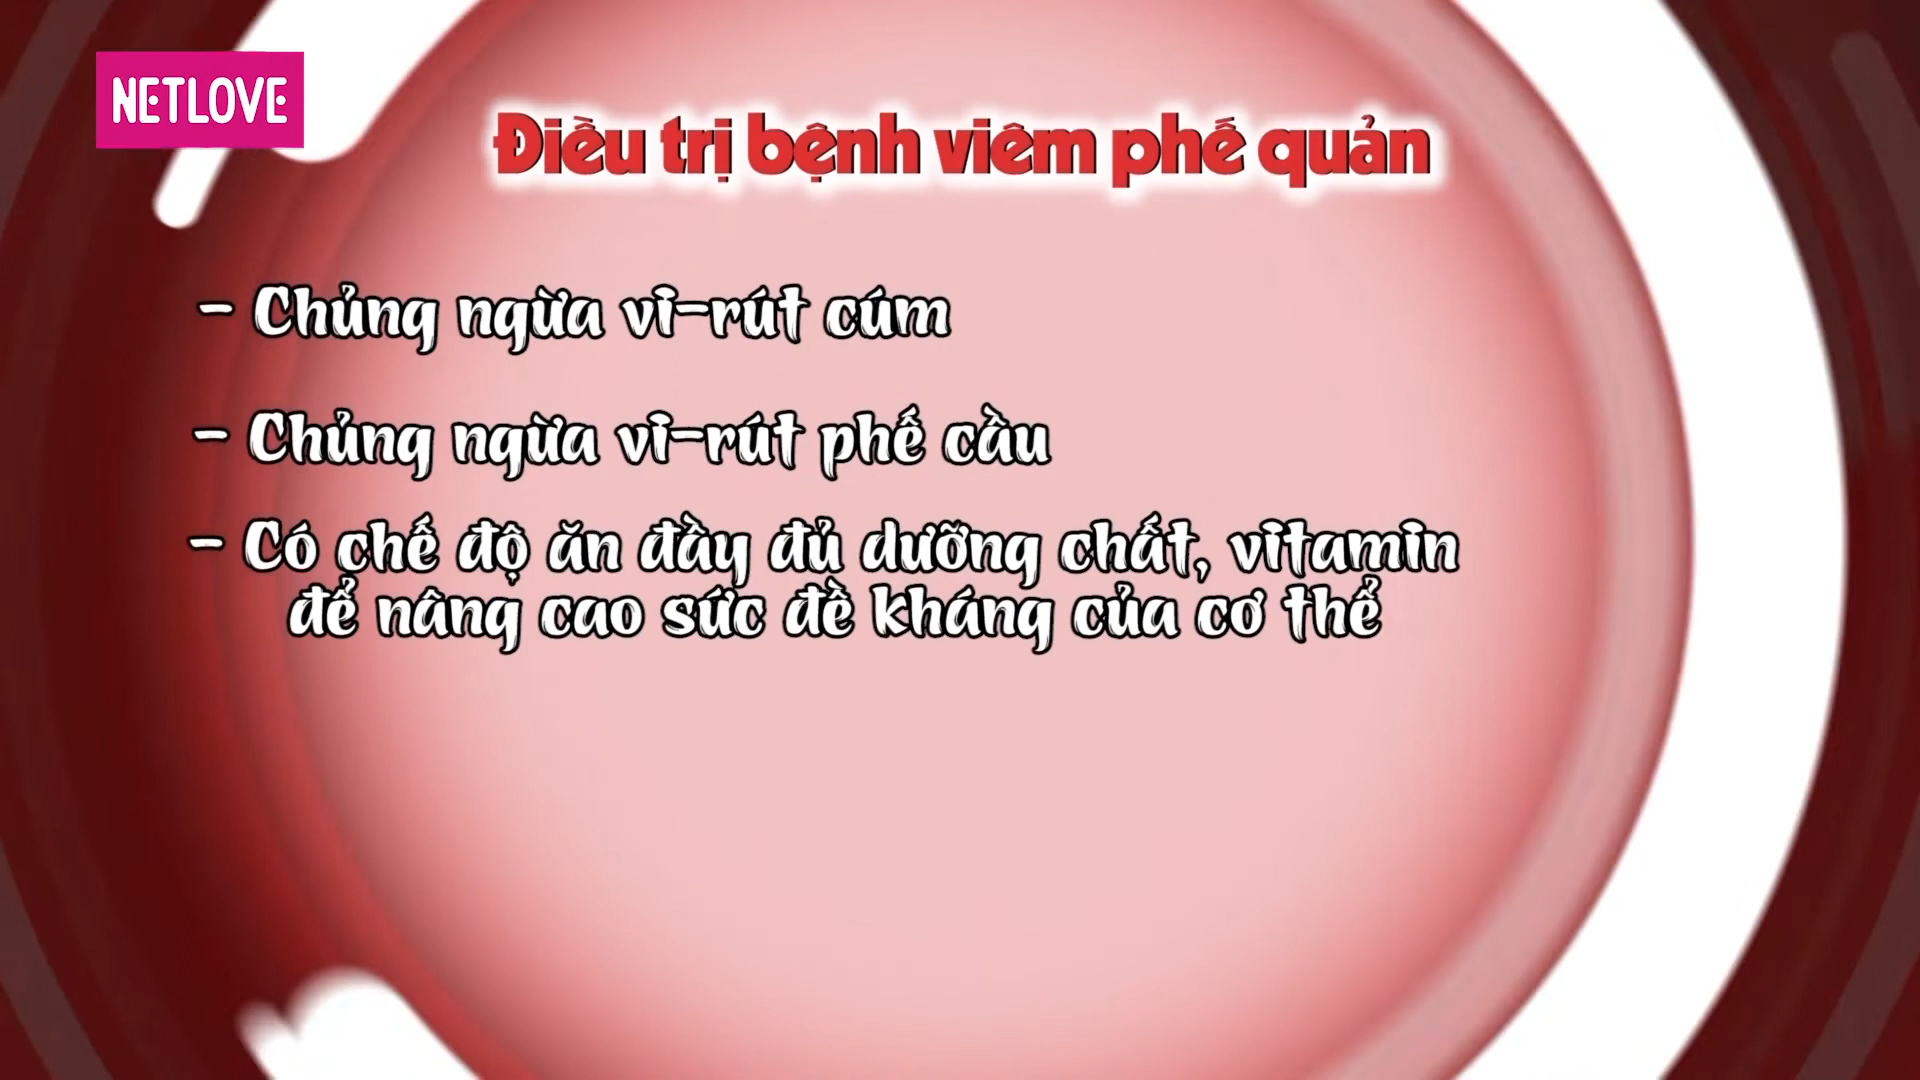 NETLOVE
Điều trị bệnh viêm phế quản
- Chủng ngừa vi-rút cúm
- Chủng ngừa vi-rút phế cầu
- Có chế độ ăn đầy đủ dưỡng chất, vitamin
để nâng cao sức đề kháng của cơ thể